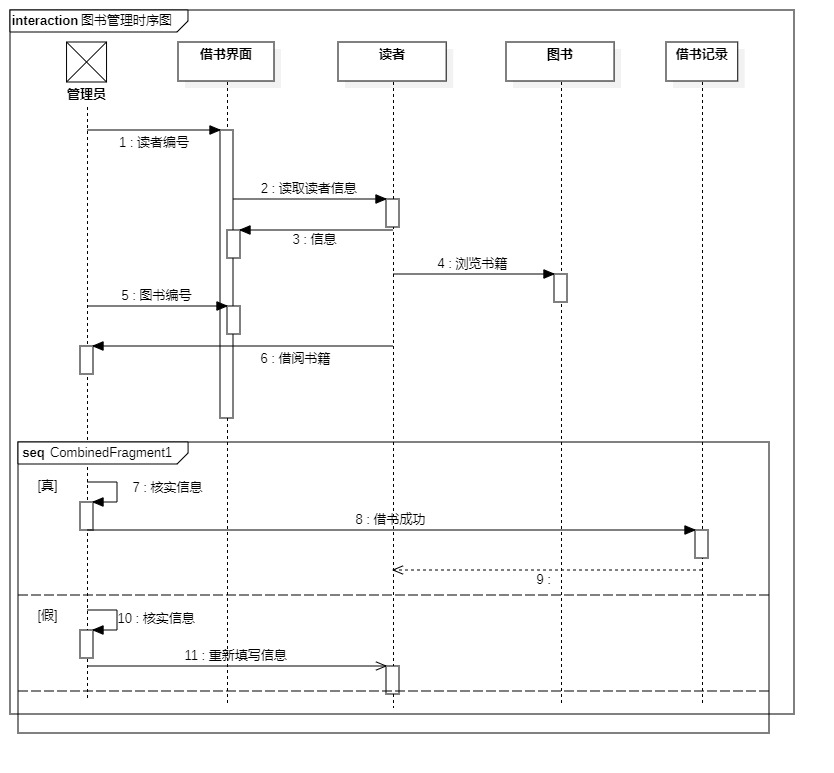 interaction 图书管理时序图
管理员
借书界面
读者
图书
借书记录
1 : 读者编号
2 : 读取读者信息
3 : 信息
4 : 浏览书籍
5 : 图书编号
6 : 借阅书籍
seq CombinedFragment1
[真]
7 : 核实信息
8 : 借书成功
9 :
[假]
10 : 核实信息
11 : 重新填写信息